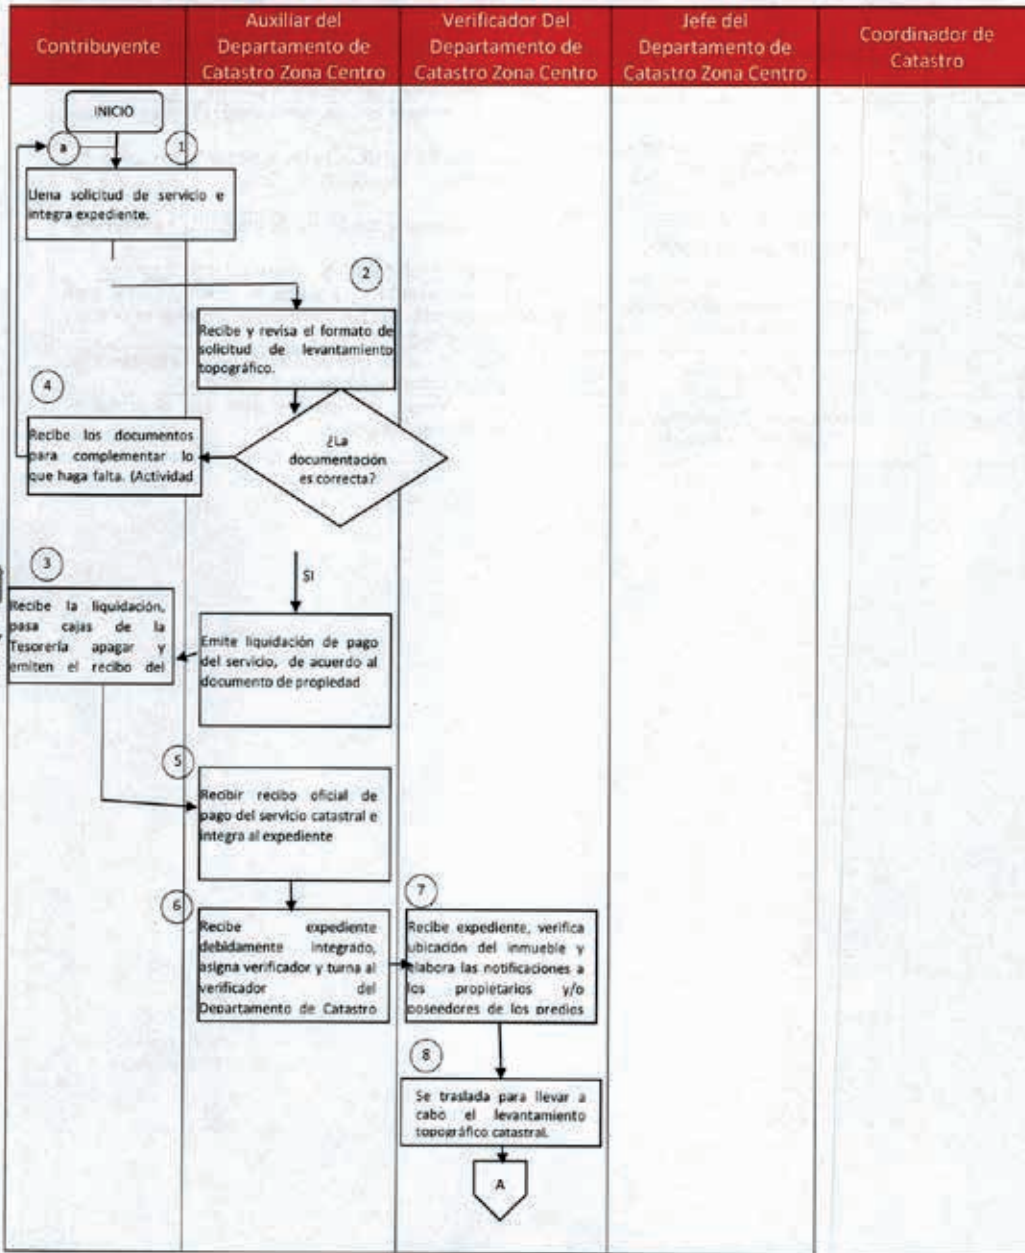 Contribuyente
Auxiliar del
Departamento de
Catastro Zona Centro
Verificador Del
Departamento de
Catastro Zona Centro
Jefe del
Departamento de
Catastro Zona Centro
Coordinador de
Catastro
INICIO
a
1
Llena solicitud de servicio e
integra expediente.
2
Recibe y revisa el formato de
solicitud de levantamiento
topográfico.
4
Recibe los documentos
para complementar lo
que haga falta. (Actividad
¿La
documentación
es correcta?
SI
3
Recibe la liquidación,
pasa cajas de la
Tesorería apagar y
emiten el recibo del
Emite liquidación de pago
del servicio, de acuerdo al
documento de propiedad
5
Recibir recibo oficial de
pago del servicio catastral e
integra al expediente
6
Recibe expediente
debidamente integrado,
asigna verificador y turna al
verificador del
Departamento de Catastro
7
Recibe expediente, verifica
ubicación del inmueble y
elabora las notificaciones a
los propietarios y/o
poseedores de los predios
8
Se traslada para llevar a
cabo el levantamiento
topográfico catastral.
A